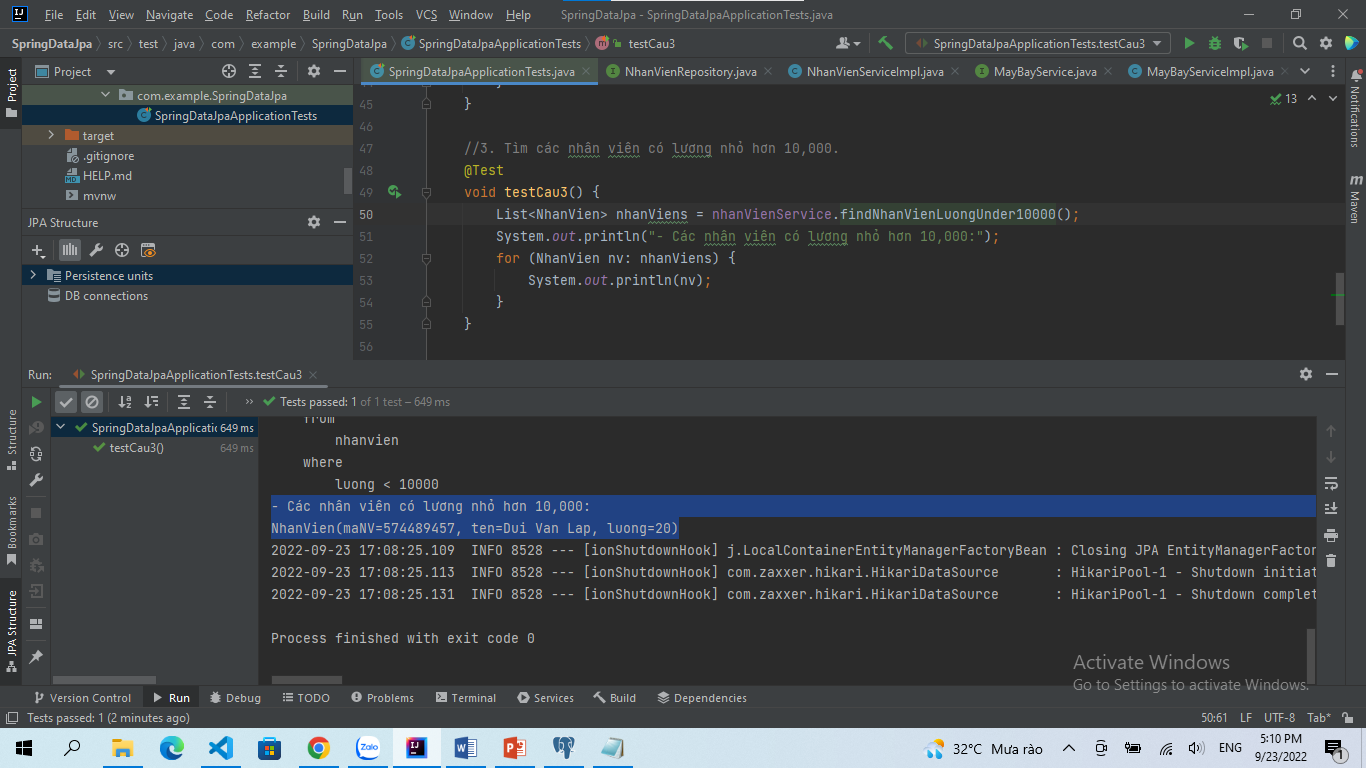 File Edit View Navigate Code Refactor Build Run Tools VCS Window Help SpringDataJpa - SpringDataJpaApplicationTests.java
SpringDataJpa src test java com example SpringDataJpa SpringDataJpaApplicationTests testCau3 SpringDataJpaApplicationTests.testCau3
Project
Project
SpringDataJpaApplicationTests.java NhanVienRepository.java NhanVienServiceImpl.java MayBayService.java MayBayServiceImpl.java
com.example.SpringDataJpa
SpringDataJpaApplicationTests
target
.gitignore
HELP.md
mvnw
JPA Structure
Persistence units
DB connections
13
45 }
46
47 //3. Tìm các nhân viên có lương nhỏ hơn 10,000.
48 @Test
49 void testCau3() {
50 List<NhanVien> nhanViens = nhanVienService.findNhanVienLuongUnder10000();
51 System.out.println("- Các nhân viên có lương nhỏ hơn 10,000:");
52 for (NhanVien nv: nhanViens) {
53 System.out.println(nv);
54 }
55 }
56
Notifications
Maven
Run: SpringDataJpaApplicationTests.testCau3
Tests passed: 1 of 1 test – 649 ms
SpringDataJpaApplicatic 649 ms
testCau3() 649 ms
from
nhanvien
where
luong < 10000
- Các nhân viên có lương nhỏ hơn 10,000:
NhanVien(maNV=574489457, ten=Dui Van Lap, luong=20)
2022-09-23 17:08:25.109 INFO 8528 --- [ionShutdownHook] j.LocalContainerEntityManagerFactoryBean : Closing JPA EntityManagerFactor
2022-09-23 17:08:25.113 INFO 8528 --- [ionShutdownHook] com.zaxxer.hikari.HikariDataSource : HikariPool-1 - Shutdown initiat
2022-09-23 17:08:25.131 INFO 8528 --- [ionShutdownHook] com.zaxxer.hikari.HikariDataSource : HikariPool-1 - Shutdown complet
Process finished with exit code 0
Structure
Bookmarks
JPA Structure
Activate Windows
Go to Settings to activate Windows.
Version Control Run Debug TODO Problems Terminal Services Build Dependencies
Tests passed: 1 (2 minutes ago) 50:61 LF UTF-8 Tab*
Zalo
32°C Mưa rào ENG
5:10 PM
9/23/2022
1